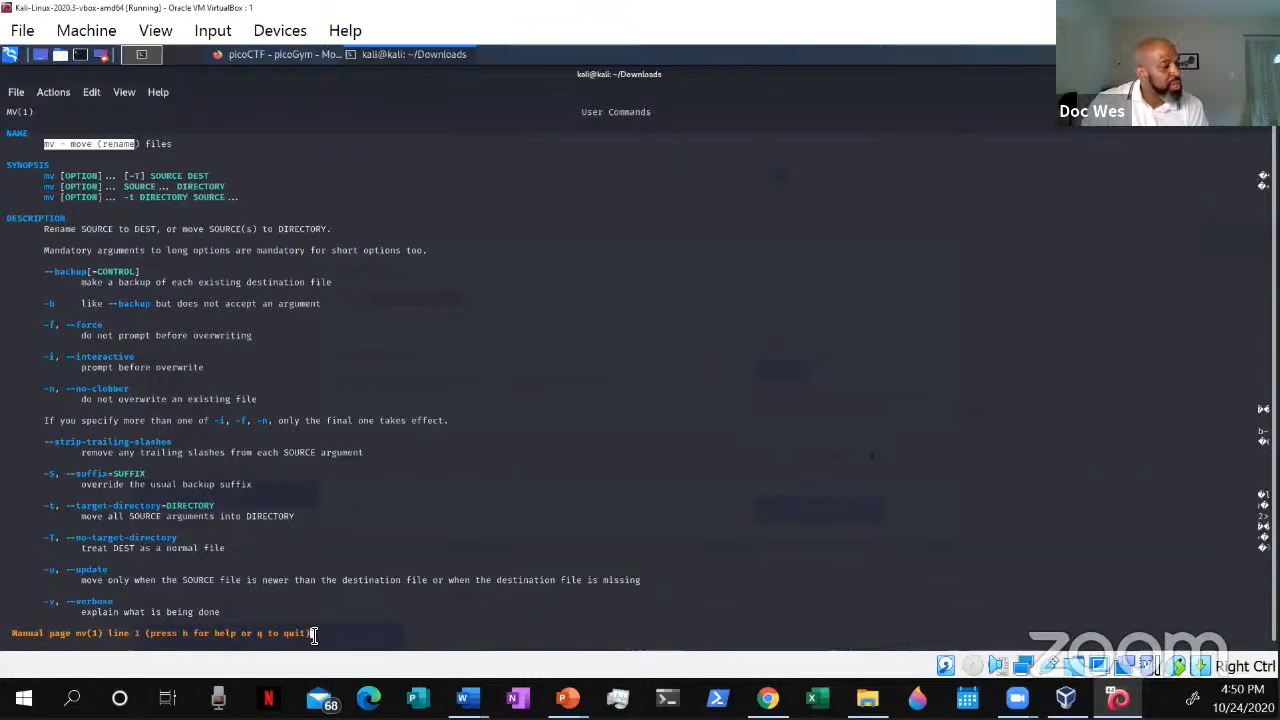 Kali-Linux-2020.3-vbox-amd64 [Running] - Oracle VM VirtualBox : 1
File Machine View Input Devices Help
picoCTF - picoGym - Mo... kali@kali: ~/Downloads
kali@kali: ~/Downloads
File Actions Edit View Help
Doc Wes
MV(1) User Commands
NAME
mv - move (rename) files
SYNOPSIS
mv [OPTION]... [-T] SOURCE DEST
mv [OPTION]... SOURCE... DIRECTORY
mv [OPTION]... -t DIRECTORY SOURCE...
DESCRIPTION
Rename SOURCE to DEST, or move SOURCE(s) to DIRECTORY.
Mandatory arguments to long options are mandatory for short options too.
--backup[=CONTROL]
make a backup of each existing destination file
-b like --backup but does not accept an argument
-f, --force
do not prompt before overwriting
-i, --interactive
prompt before overwrite
-n, --no-clobber
do not overwrite an existing file
If you specify more than one of -i, -f, -n, only the final one takes effect.
--strip-trailing-slashes
remove any trailing slashes from each SOURCE argument
-S, --suffix=SUFFIX
override the usual backup suffix
-t, --target-directory=DIRECTORY
move all SOURCE arguments into DIRECTORY
-T, --no-target-directory
treat DEST as a normal file
-u, --update
move only when the SOURCE file is newer than the destination file or when the destination file is missing
-v, --verbose
explain what is being done
Manual page mv(1) line 1 (press h for help or q to quit)
zoom
Right Ctrl
68
4:50 PM
10/24/2020